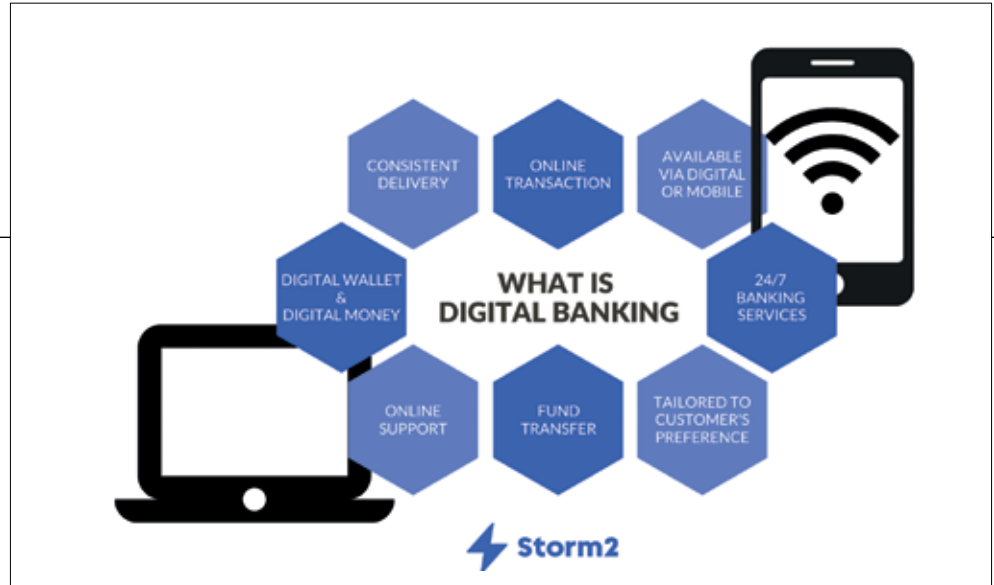 CONSISTENT
DELIVERY
ONLINE
TRANSACTION
AVAILABLE
VIA DIGITAL
OR MOBILE
DIGITAL WALLET
&
DIGITAL MONEY
WHAT IS
DIGITAL BANKING
24/7
BANKING
SERVICES
ONLINE
SUPPORT
FUND
TRANSFER
TAILORED TO
CUSTOMER'S
PREFERENCE
Storm2